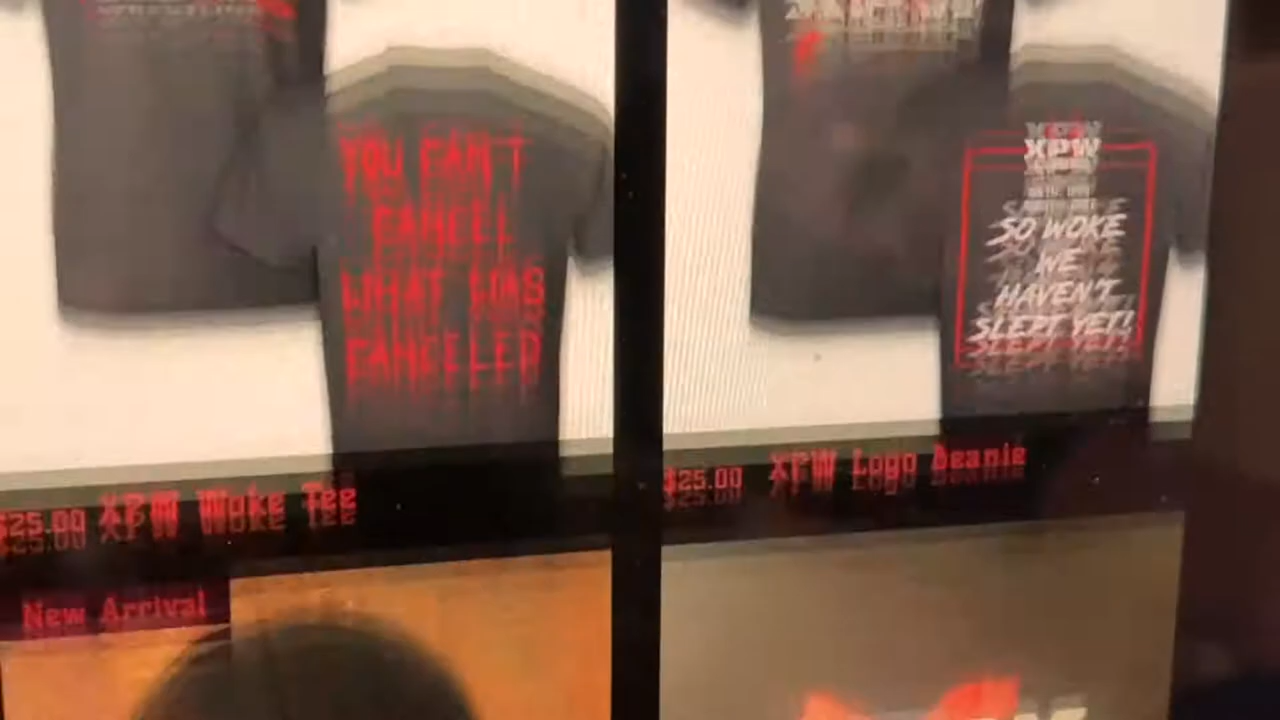 YOU CAN'T
CANCEL
WHAT WAS
CANCELED
$25.00 XPW Woke Tee
New Arrival
XPW
SO WOKE
WE
HAVEN'T
SLEPT YET!
$25.00 XPW Logo Beanie